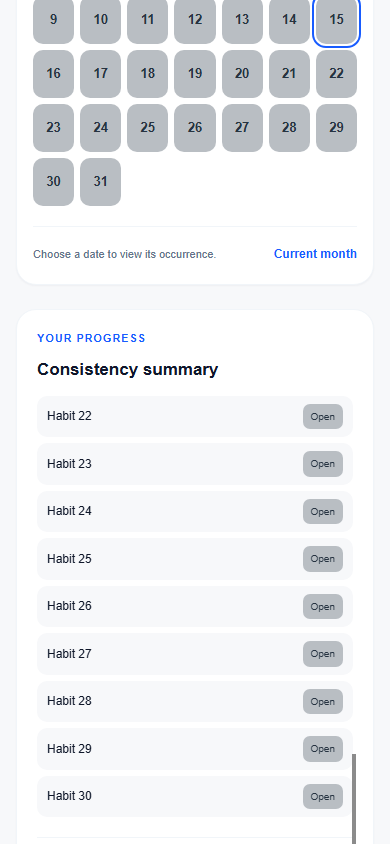 9 10 11 12 13 14 15
16 17 18 19 20 21 22
23 24 25 26 27 28 29
30 31
Choose a date to view its occurrence. Current month
YOUR PROGRESS
Consistency summary
Habit 22 Open
Habit 23 Open
Habit 24 Open
Habit 25 Open
Habit 26 Open
Habit 27 Open
Habit 28 Open
Habit 29 Open
Habit 30 Open